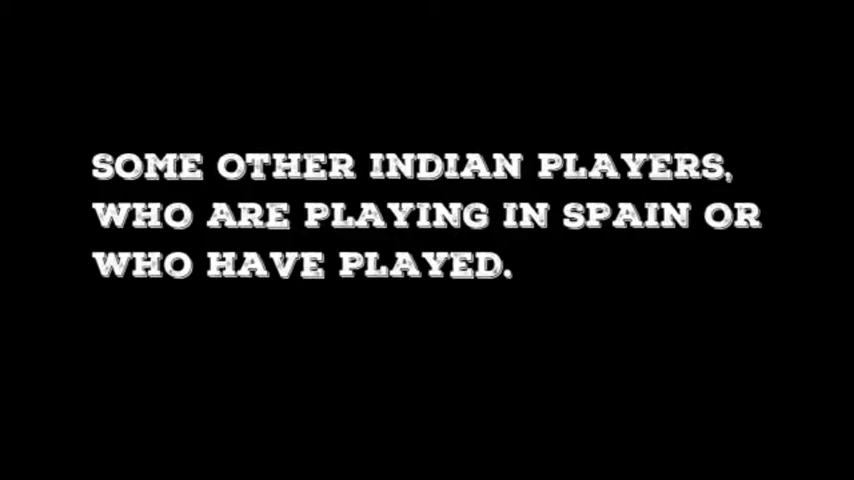 SOME OTHER INDIAN PLAYERS,
WHO ARE PLAYING IN SPAIN OR
WHO HAVE PLAYED.